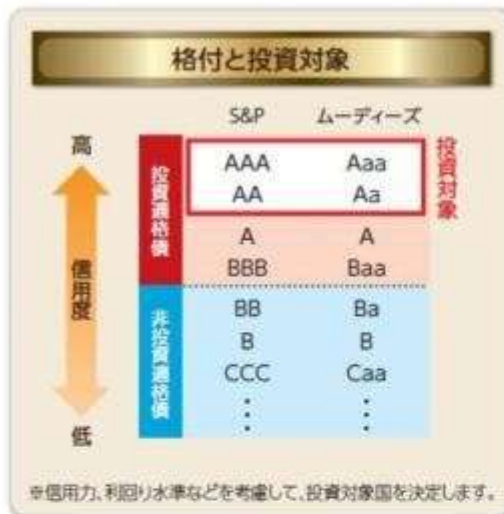 格付と投資対象
S&P ムーディーズ
高
信用度
低
投資適格債
非投資適格債
AAA Aaa
AA Aa
A A
BBB Baa
BB Ba
B B
CCC Caa
投資対象
※信用力、利回り水準などを考慮して、投資対象国を決定します。